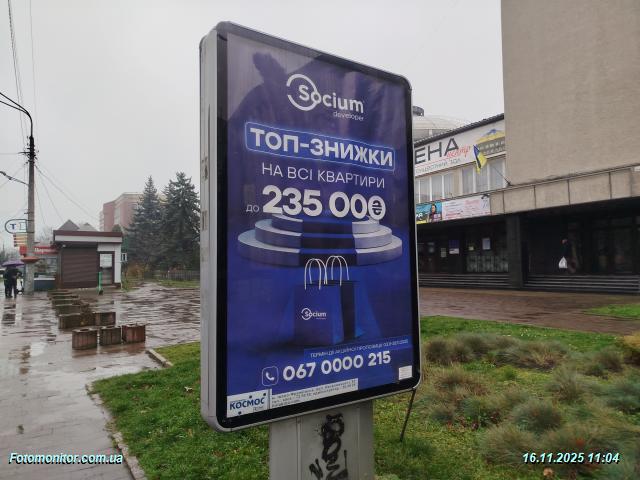 Socium
developer
ТОП-ЗНИЖКИ
НА ВСІ КВАРТИРИ
ДО 235 000₴
Socium
067 0000 215
КОСМОС
ЕНА
центр
Fotomonitor.com.ua
16.11.2025 11:04